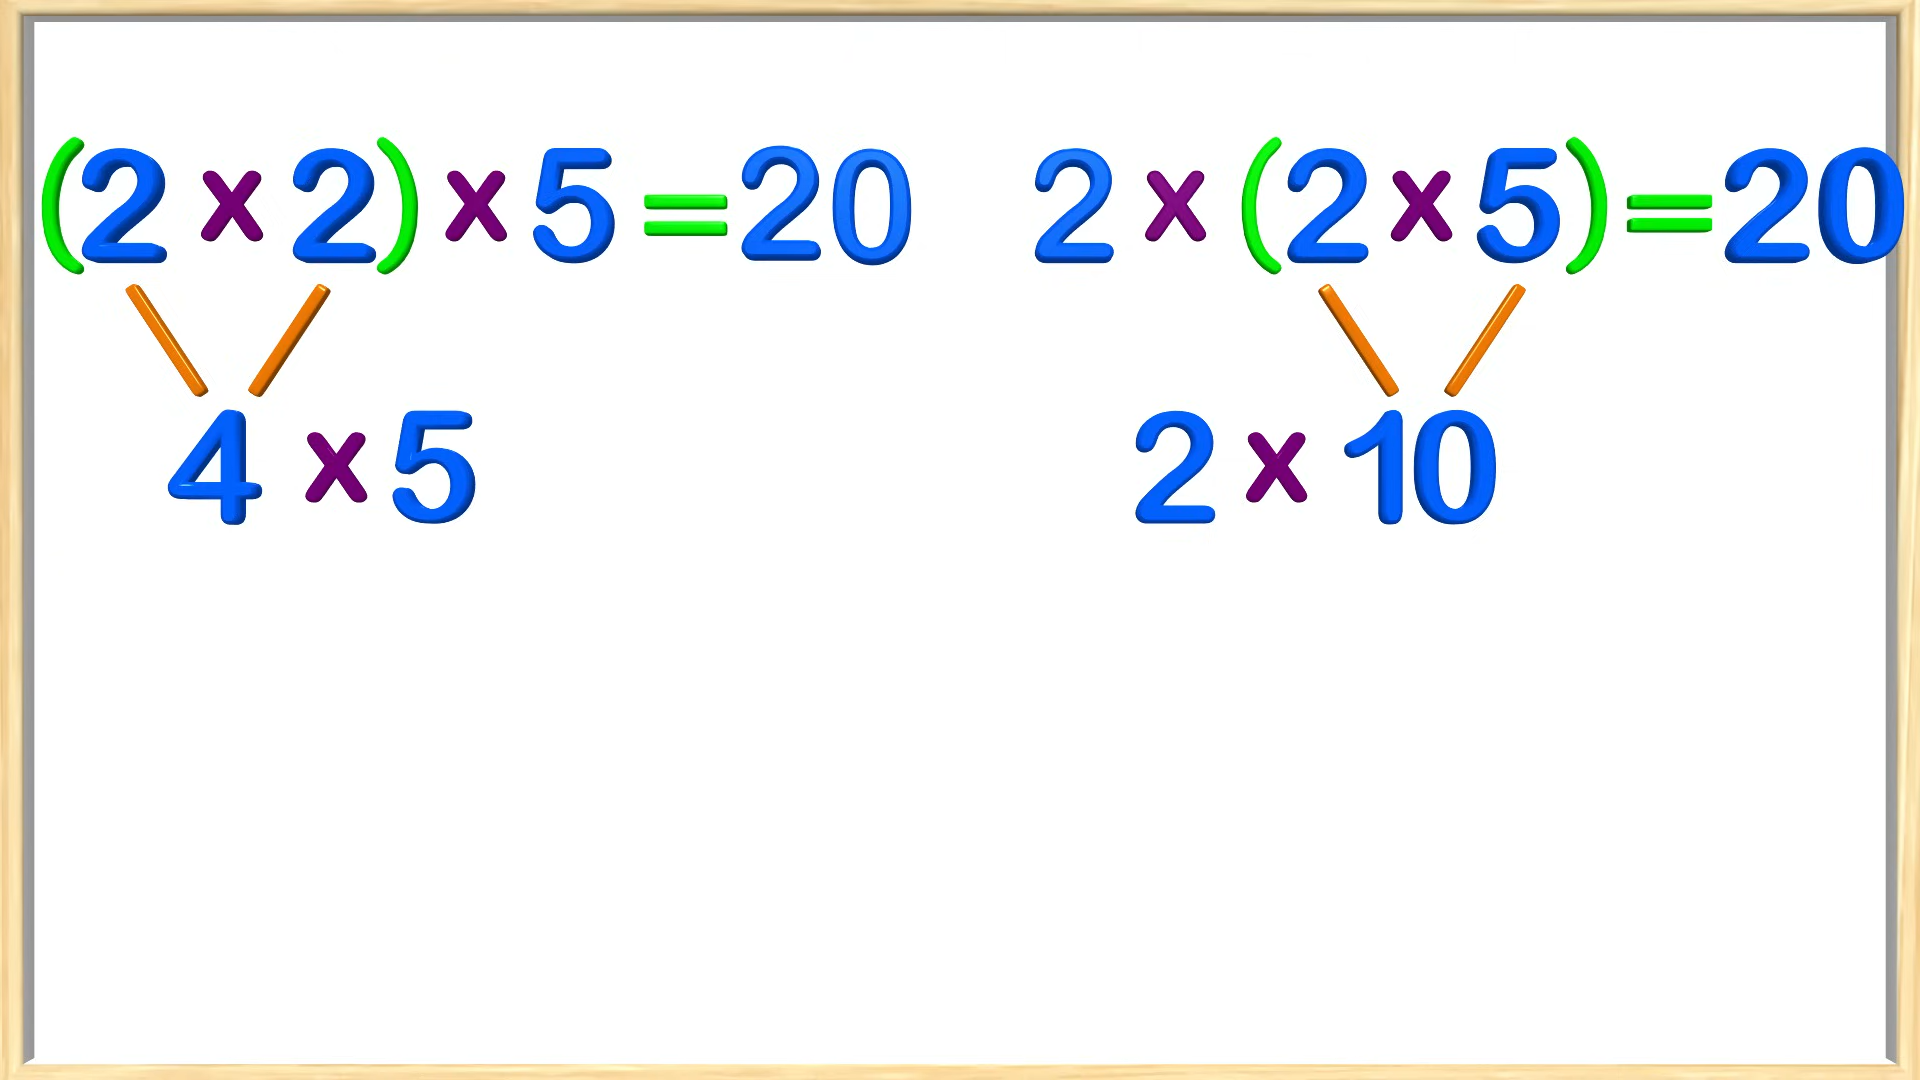 (2 x 2) x 5 = 20
2 x (2 x 5) = 20
4 x 5
2 x 10